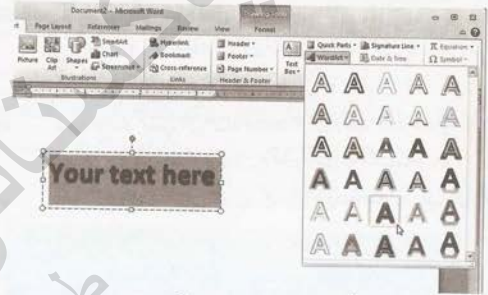 Document2 - Microsoft Word
Page Layout References Mailings Review View Format
Picture Clip Art Shapes SmartArt Chart Screenshot
Hyperlink Bookmark Cross-reference
Header Footer Page Number
Text Box
Quick Parts WordArt
Signature Line Date & Time
Equation Symbol
Illustrations Links Header & Footer
A A A A A
A A A A A
A A A A A
A A A A A
A A A A A
A A A A A
Your text here